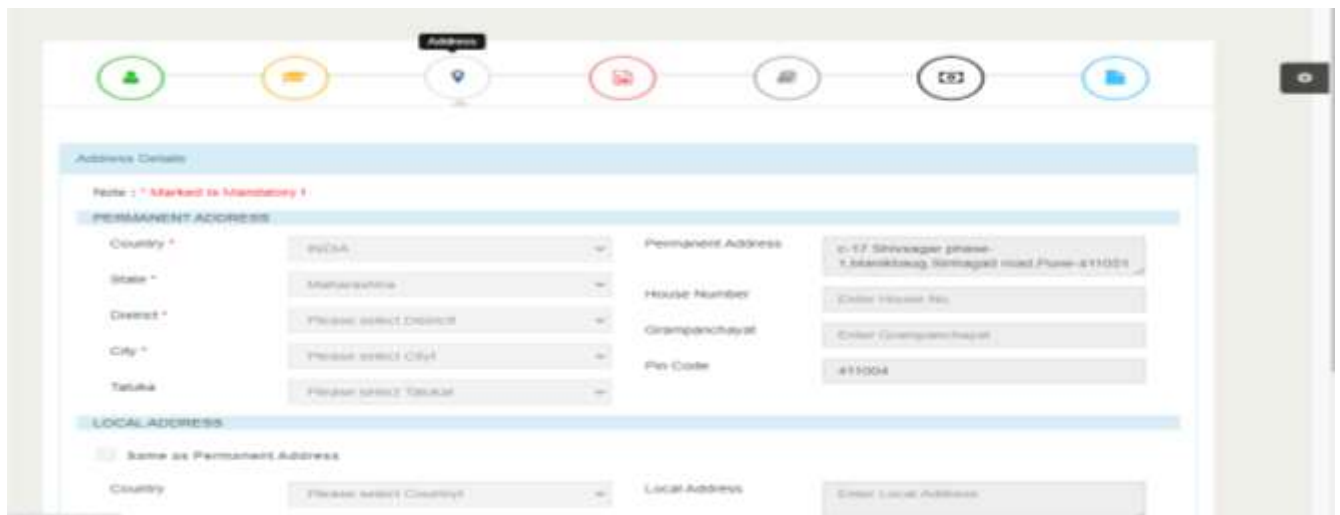 Address
Address Details
Note : * Marked Is Mandatory !
PERMANENT ADDRESS
Country *
INDIA
Permanent Address
c-17 Shivsagar phase-
1,Manikbaug,Sinhagad road,Pune-411051
State *
Maharashtra
House Number
Enter House No.
District *
Please select District!
Grampanchayat
Enter Grampanchayat
City *
Please select City!
Pin Code
411004
Taluka
Please select Taluka!
LOCAL ADDRESS
Same as Permanent Address
Country
Please select Country!
Local Address
Enter Local Address